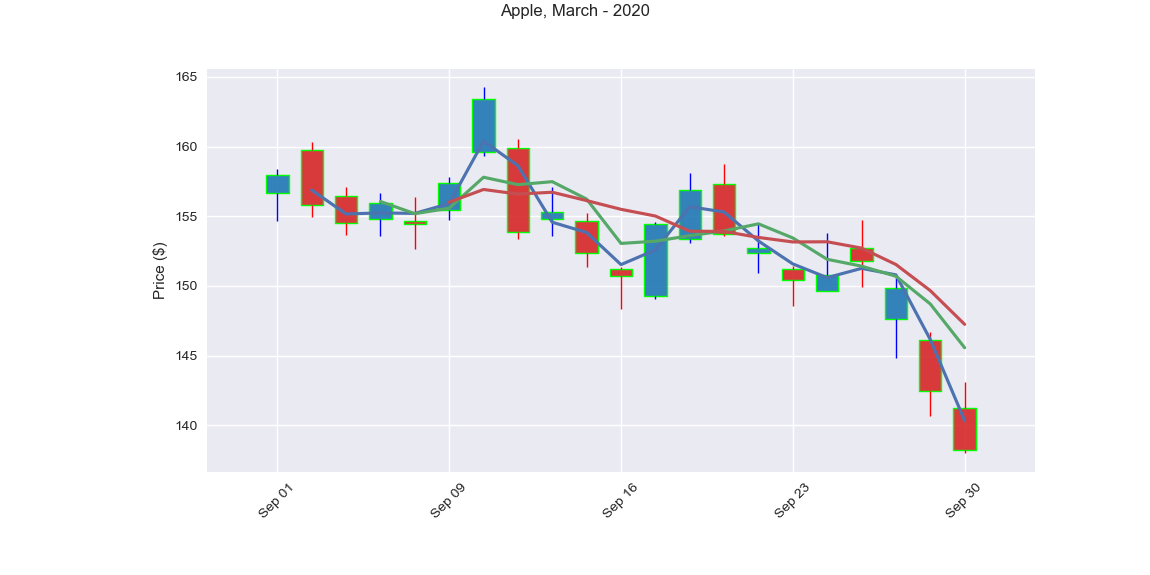 Apple, March - 2020
Price ($)
165
160
155
150
145
140
Sep 01
Sep 09
Sep 16
Sep 23
Sep 30